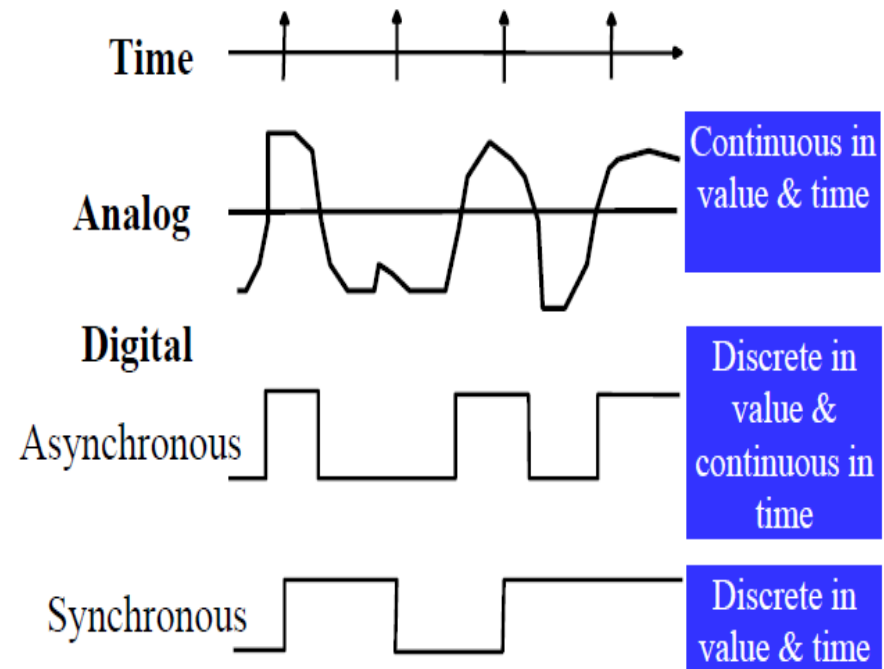 Time
Analog
Continuous in
value & time
Digital
Asynchronous
Discrete in
value &
continuous in
time
Synchronous
Discrete in
value & time